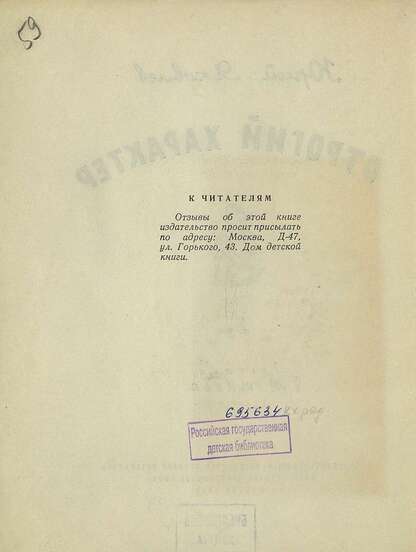 59
К ЧИТАТЕЛЯМ
Отзывы об этой книге
издательство просит присылать
по адресу: Москва, Д-47,
ул. Горького, 43. Дом детской
книги.
695634
Российская государственная
детская библиотека